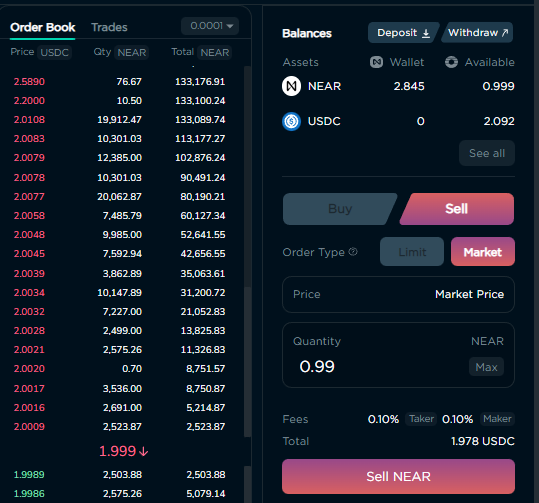 Order Book Trades 0.0001
Price USDC Qty NEAR Total NEAR
2.5890 76.67 133,176.91
2.2000 10.50 133,100.24
2.0108 19,912.47 133,089.74
2.0083 10,301.03 113,177.27
2.0079 12,385.00 102,876.24
2.0078 10,301.03 90,491.24
2.0077 20,062.87 80,190.21
2.0058 7,485.79 60,127.34
2.0048 9,985.00 52,641.55
2.0045 7,592.94 42,656.55
2.0039 3,862.89 35,063.61
2.0034 10,147.89 31,200.72
2.0032 7,227.00 21,052.83
2.0028 2,499.00 13,825.83
2.0021 2,575.26 11,326.83
2.0020 0.70 8,751.57
2.0017 3,536.00 8,750.87
2.0016 2,691.00 5,214.87
2.0009 2,523.87 2,523.87
1.999↓
1.9989 2,503.88 2,503.88
1.9986 2,575.26 5,079.14
Balances Deposit Withdraw
Assets Wallet Available
NEAR 2.845 0.999
USDC 0 2.092
See all
Buy Sell
Order Type Limit Market
Price Market Price
Quantity NEAR
0.99 Max
Fees 0.10% Taker 0.10% Maker
Total 1.978 USDC
Sell NEAR